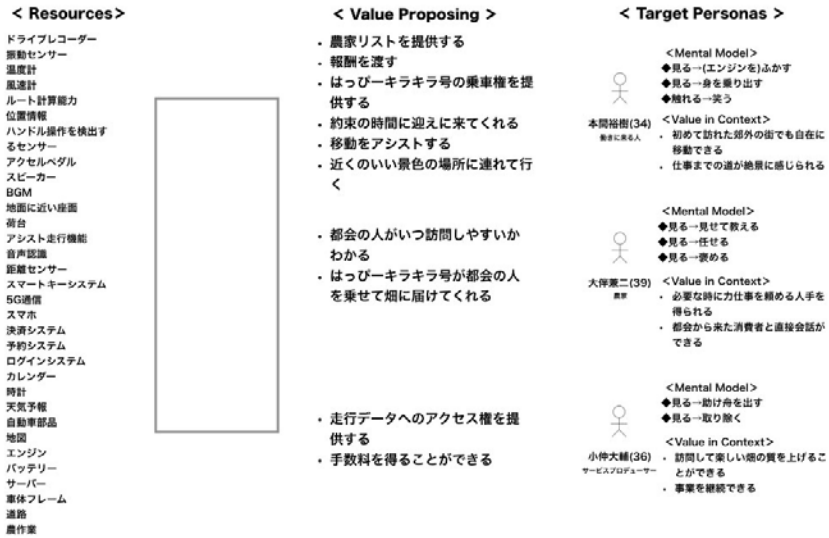 < Resources>
ドライブレコーダー
振動センサー
温度計
風速計
ルート計算能力
位置情報
ハンドル操作を検出す
るセンサー
アクセルペダル
スピーカー
BGM
地面に近い座面
荷台
アシスト走行機能
音声認識
距離センサー
スマートキーシステム
5G通信
スマホ
決済システム
予約システム
ログインシステム
カレンダー
時計
天気予報
自動車部品
地図
エンジン
バッテリー
サーバー
車体フレーム
道路
農作業
< Value Proposing >
・ 農家リストを提供する
・ 報酬を渡す
・ はっぴーキラキラ号の乗車権を提
供する
・ 約束の時間に迎えに来てくれる
・ 移動をアシストする
・ 近くのいい景色の場所に連れて行
く
・ 都会の人がいつ訪問しやすいか
わかる
・ はっぴーキラキラ号が都会の人
を乗せて畑に届けてくれる
・ 走行データへのアクセス権を提
供する
・ 手数料を得ることができる
< Target Personas >
<Mental Model>
◆見る→(エンジンを)ふかす
◆見る→身を乗り出す
◆触れる→笑う
本間裕樹(34)
働きに来る人
<Value in Context>
・ 初めて訪れた郊外の街でも自在に
移動できる
・ 仕事までの道が絶景に感じられる
<Mental Model>
◆見る→見せて教える
◆見る→任せる
◆見る→褒める
大伴兼二(39)
農家
<Value in Context>
・ 必要な時に力仕事を頼める人手を
得られる
・ 都会から来た消費者と直接会話が
できる
<Mental Model>
◆見る→助け舟を出す
◆見る→取り除く
小仲大輔(36)
サービスプロデューサー
<Value in Context>
・ 訪問して楽しい畑の質を上げるこ
とができる
・ 事業を継続できる